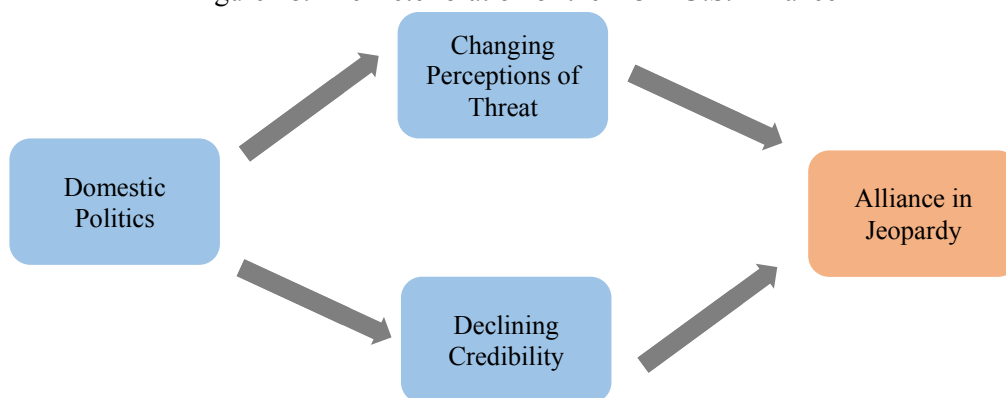 Changing
Perceptions of
Threat
Domestic
Politics
Alliance in
Jeopardy
Declining
Credibility